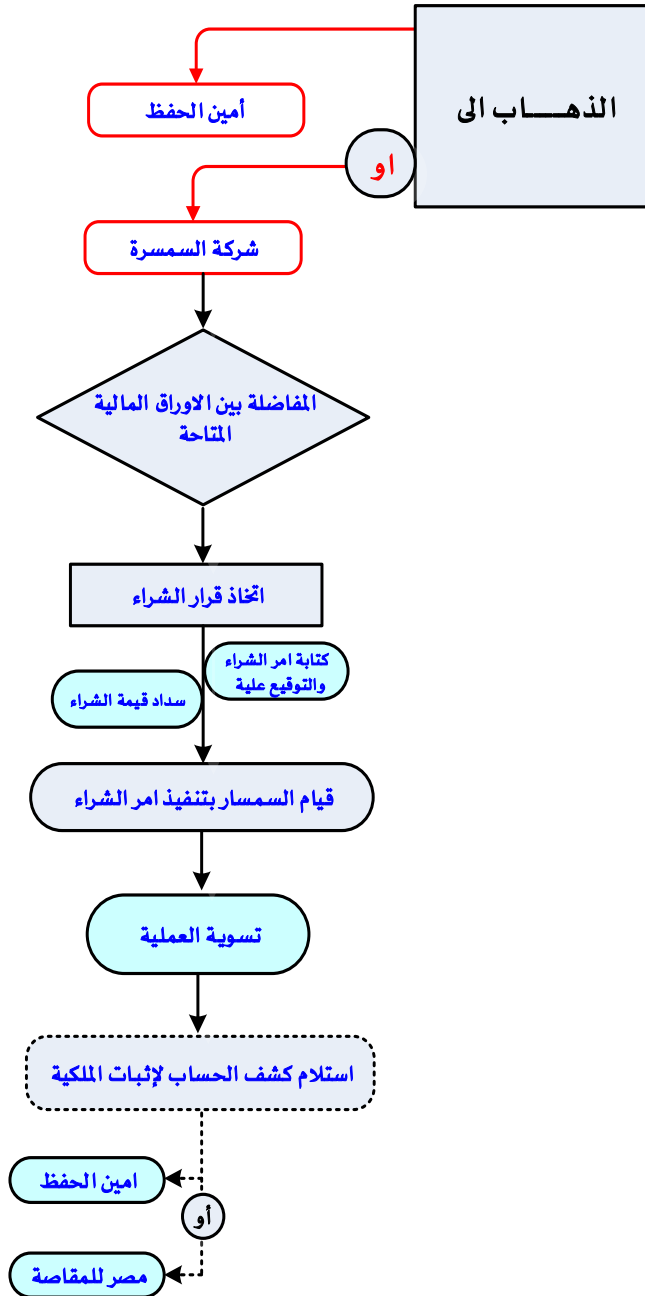 الذهـــــاب الى
أمين الحفظ
او
شركة السمسرة
المفاضلة بين الاوراق المالية
المتاحة
اتخاذ قرار الشراء
كتابة امر الشراء
والتوقيع علية
سداد قيمة الشراء
قيام السمسار بتنفيذ امر الشراء
تسوية العملية
استلام كشف الحساب لإثبات الملكية
امين الحفظ
أو
مصر للمقاصة